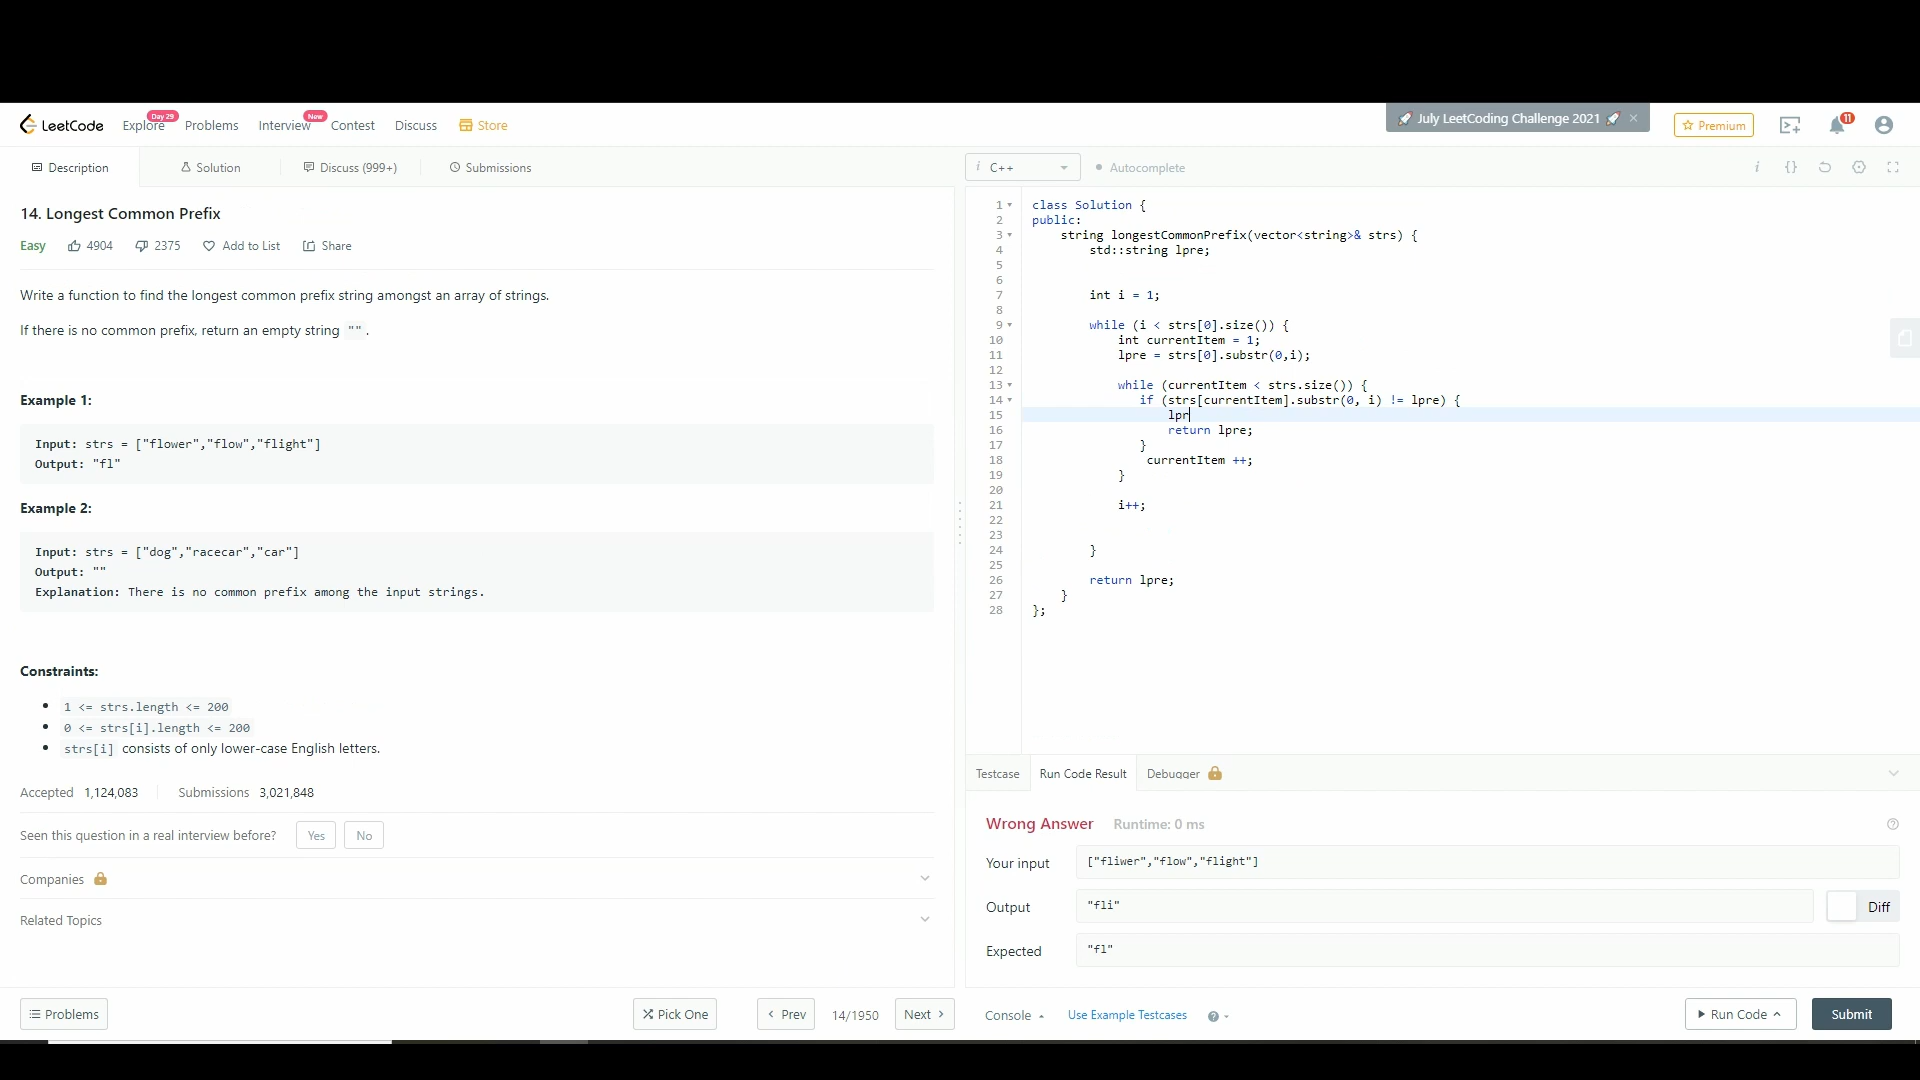 LeetCode Explore Day 29 Problems Interview New Contest Discuss Store July LeetCoding Challenge 2021 × Premium 11
Description Solution Discuss (999+) Submissions
i C++ Autocomplete i {}
14. Longest Common Prefix
Easy 4904 2375 Add to List Share
Write a function to find the longest common prefix string amongst an array of strings.
If there is no common prefix, return an empty string "".
Example 1:
Input: strs = ["flower","flow","flight"]
Output: "fl"
Example 2:
Input: strs = ["dog","racecar","car"]
Output: ""
Explanation: There is no common prefix among the input strings.
Constraints:
1 <= strs.length <= 200
0 <= strs[i].length <= 200
strs[i] consists of only lower-case English letters.
Accepted 1,124,083 Submissions 3,021,848
Seen this question in a real interview before? Yes No
Companies
Related Topics
Problems Pick One Prev 14/1950 Next
1 class Solution {
2 public:
3 string longestCommonPrefix(vector<string>& strs) {
4 std::string lpre;
5
6
7 int i = 1;
8
9 while (i < strs[0].size()) {
10 int currentItem = 1;
11 lpre = strs[0].substr(0,i);
12
13 while (currentItem < strs.size()) {
14 if (strs[currentItem].substr(0, i) != lpre) {
15 lpr
16 return lpre;
17 }
18 currentItem ++;
19 }
20
21 i++;
22
23
24 }
25
26 return lpre;
27 }
28 };
Testcase Run Code Result Debugger
Wrong Answer Runtime: 0 ms
Your input ["fliwer","flow","flight"]
Output "fli" Diff
Expected "fl"
Console Use Example Testcases Run Code Submit